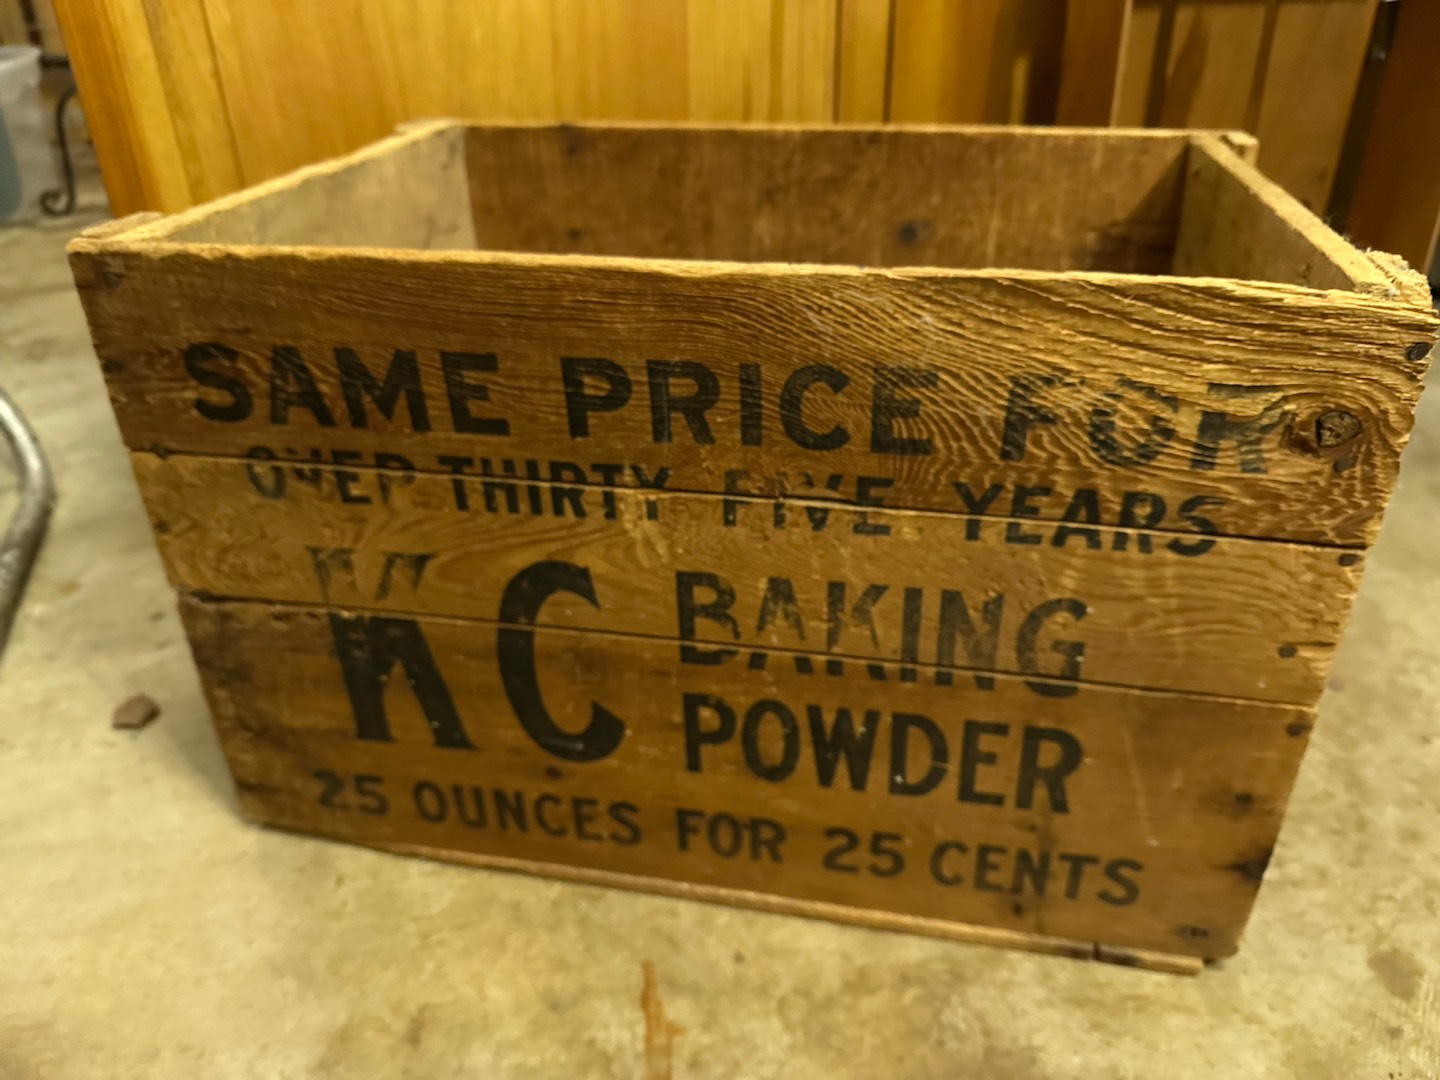 SAME PRICE FOR
OVER THIRTY FIVE YEARS
KC BAKING
POWDER
25 OUNCES FOR 25 CENTS